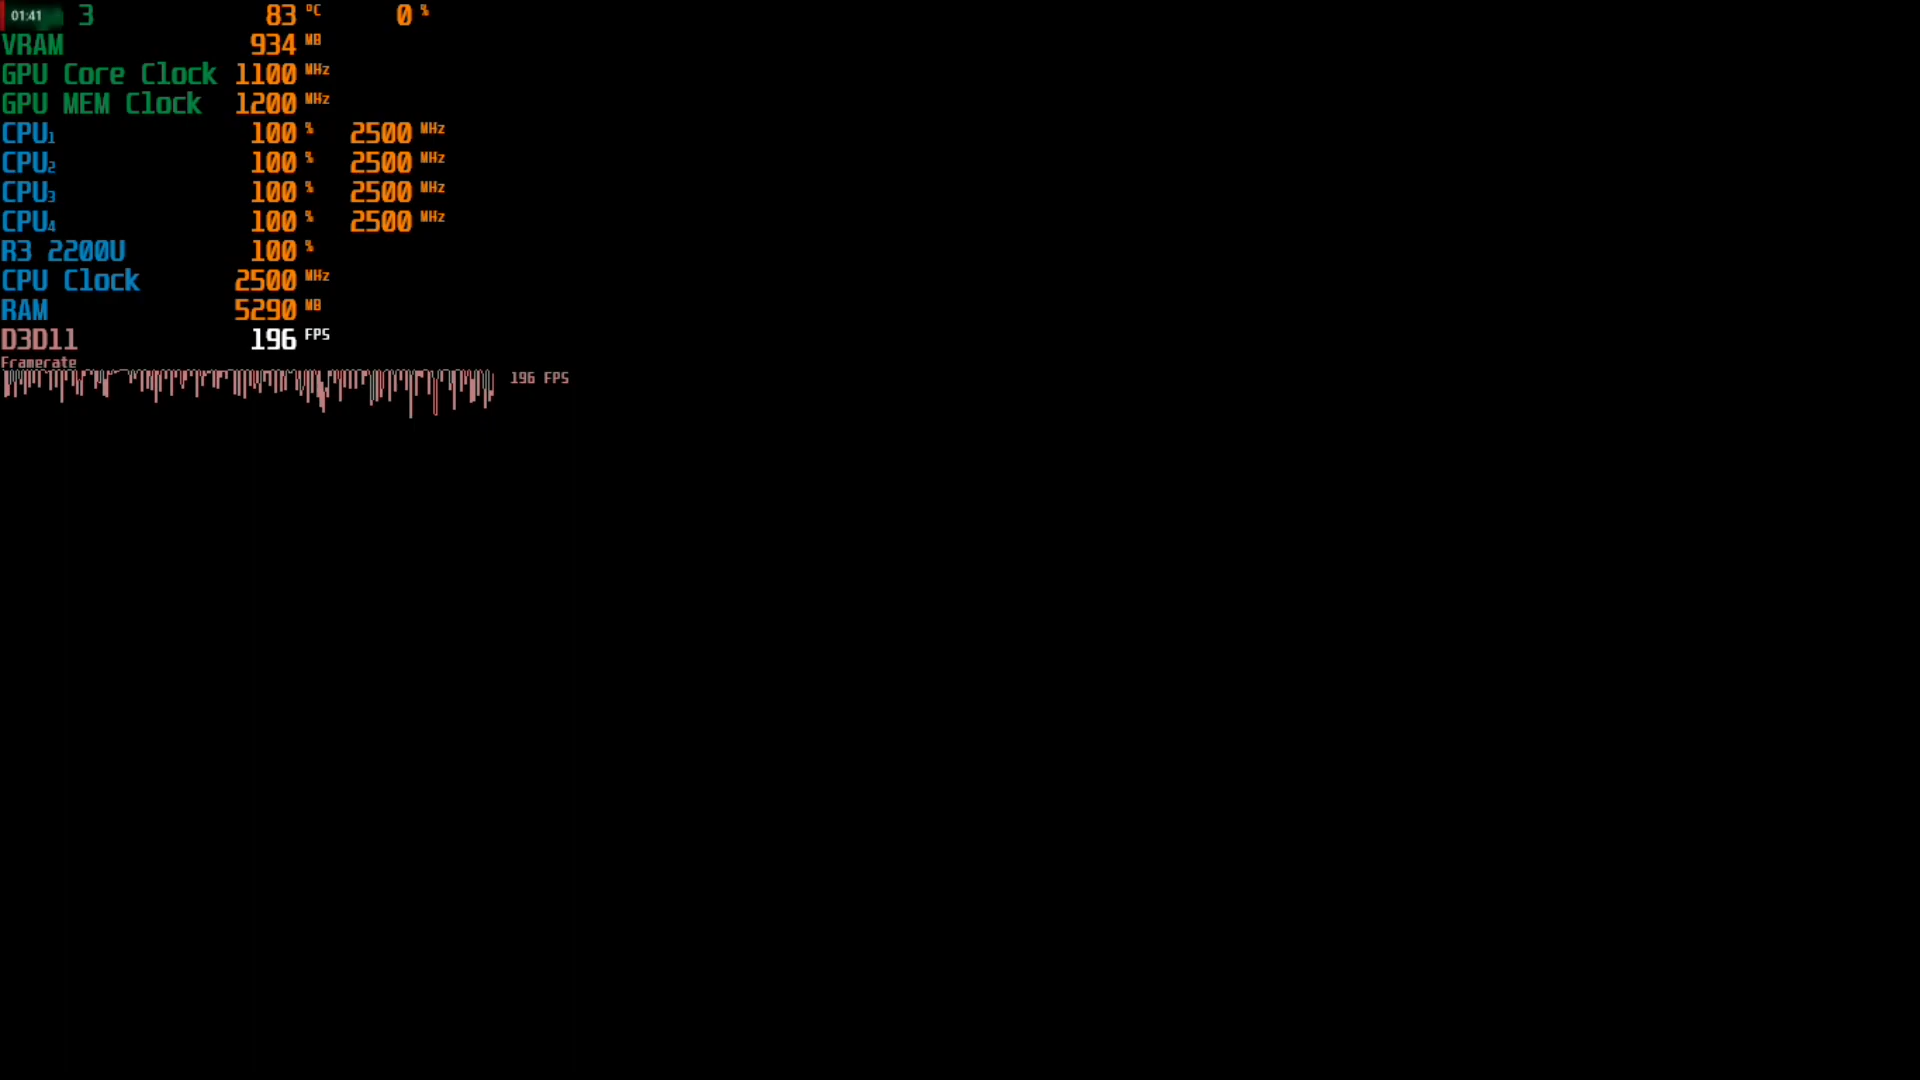 01:41 3 83 °C 0 %
VRAM 934 MB
GPU Core Clock 1100 MHz
GPU MEM Clock 1200 MHz
CPU1 100 % 2500 MHz
CPU2 100 % 2500 MHz
CPU3 100 % 2500 MHz
CPU4 100 % 2500 MHz
R3 2200U 100 %
CPU Clock 2500 MHz
RAM 5290 MB
D3D11 196 FPS
Framerate
196 FPS